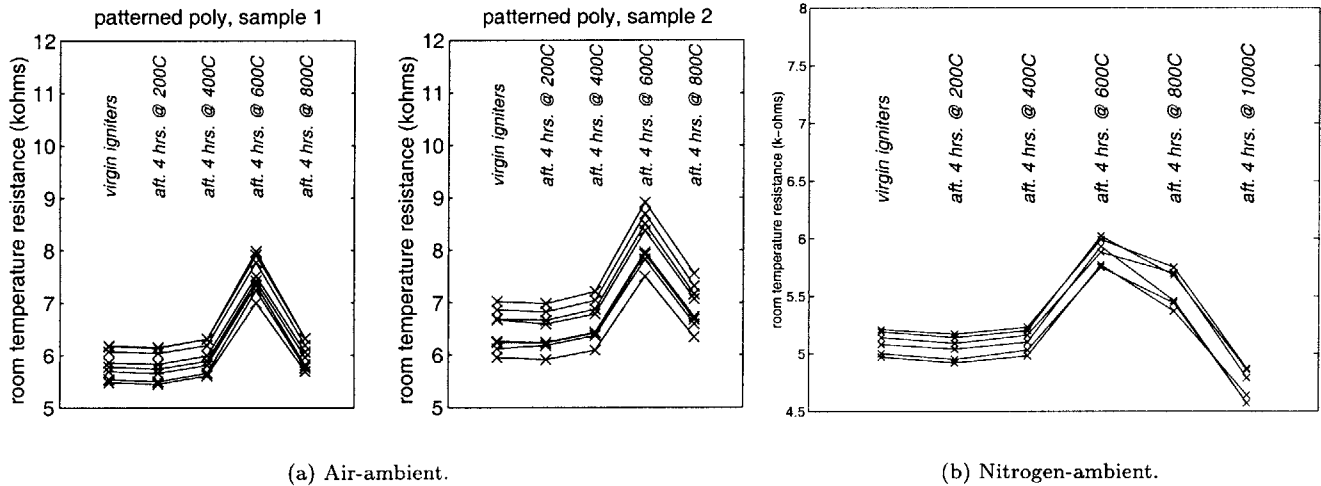 patterned poly, sample 1
room temperature resistance (kohms)
12
11
10
9
8
7
6
5
virgin igniters
aft. 4 hrs. @ 200C
aft. 4 hrs. @ 400C
aft. 4 hrs. @ 600C
aft. 4 hrs. @ 800C
patterned poly, sample 2
room temperature resistance (kohms)
12
11
10
9
8
7
6
5
virgin igniters
aft. 4 hrs. @ 200C
aft. 4 hrs. @ 400C
aft. 4 hrs. @ 600C
aft. 4 hrs. @ 800C
room temperature resistance (k-ohms)
8
7.5
7
6.5
6
5.5
5
4.5
virgin igniters
aft. 4 hrs. @ 200C
aft. 4 hrs. @ 400C
aft. 4 hrs. @ 600C
aft. 4 hrs. @ 800C
aft. 4 hrs. @ 1000C
(a) Air-ambient.
(b) Nitrogen-ambient.